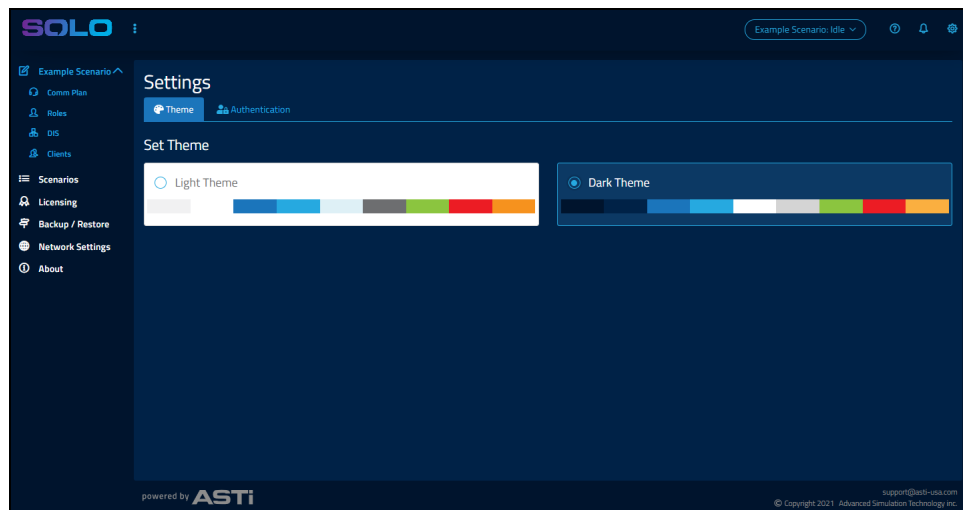 SOLO
Example Scenario: Idle
Example Scenario
Comm Plan
Roles
DIS
Clients
Scenarios
Licensing
Backup / Restore
Network Settings
About
Settings
Theme Authentication
Set Theme
Light Theme
Dark Theme
powered by ASTi
support@asti-usa.com
© Copyright 2021 Advanced Simulation Technology inc.